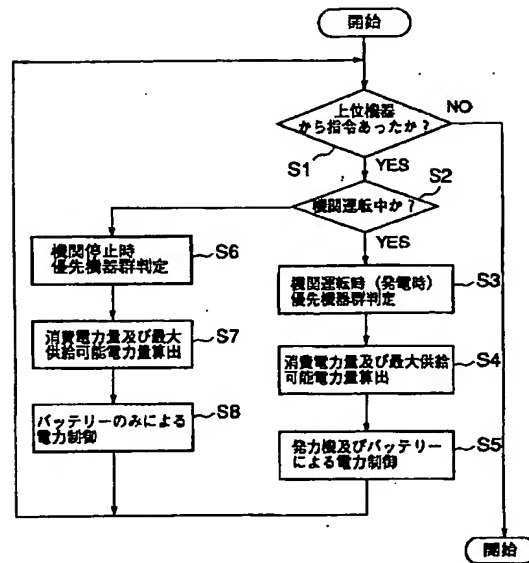 開始
上位機器
から指令あったか?
NO
S1
YES
S2
機関運転中か?
YES
機関停止時
優先機器群判定
S6
機関運転時(発電時)
優先機器群判定
S3
消費電力量及び最大
供給可能電力量算出
S7
消費電力量及び最大供給
可能電力量算出
S4
バッテリーのみによる
電力制御
S8
発力機及びバッテリー
による電力制御
S5
開始